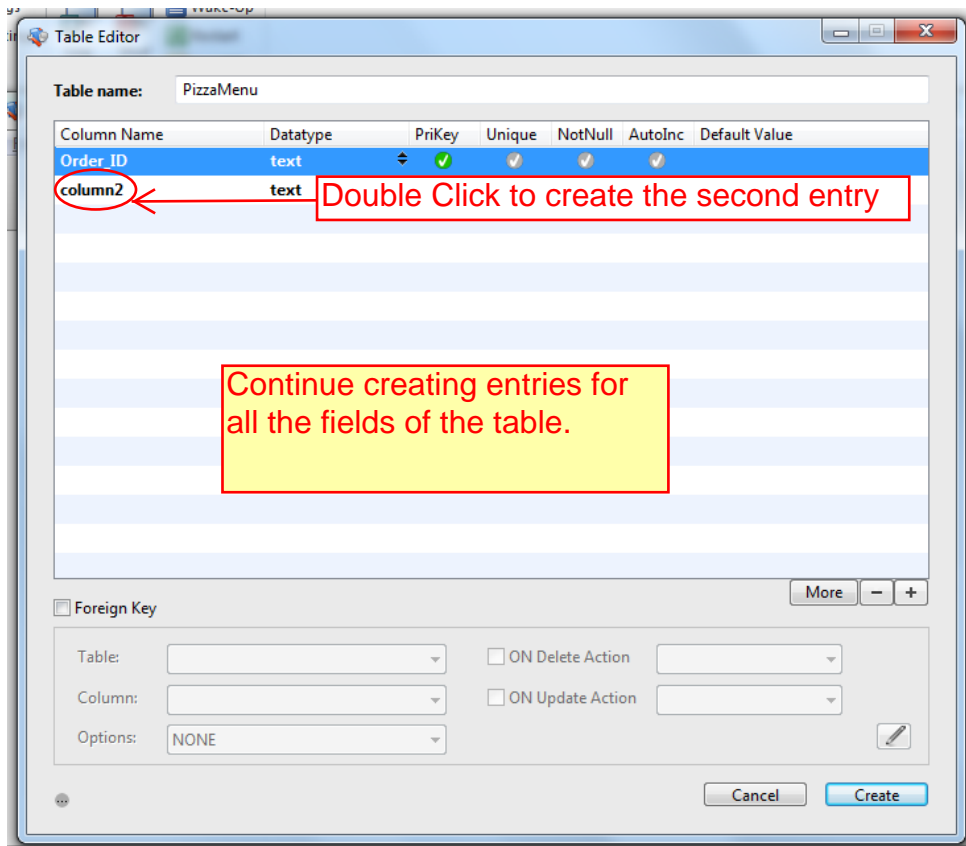 Wake-Up
Table Editor
Table name: PizzaMenu
Column Name Datatype PriKey Unique NotNull AutoInc Default Value
Order_ID text
column2 text
Double Click to create the second entry
Continue creating entries for
all the fields of the table.
More - +
Foreign Key
Table: ON Delete Action
Column: ON Update Action
Options: NONE
Cancel Create